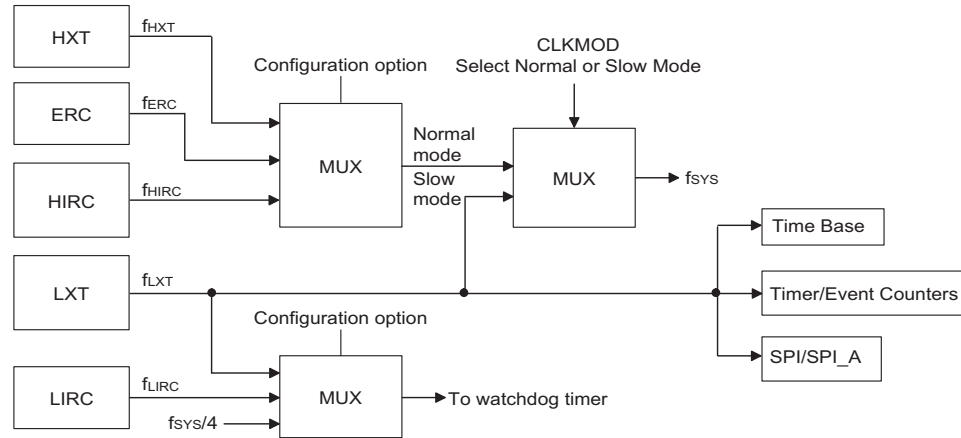 HXT
fHXT
CLKMOD
Select Normal or Slow Mode
Configuration option
ERC
fERC
MUX
Normal
mode
Slow
mode
MUX
fSYS
HIRC
fHIRC
Time Base
LXT
fLXT
Timer/Event Counters
Configuration option
SPI/SPI_A
LIRC
fLIRC
MUX
To watchdog timer
fSYS/4